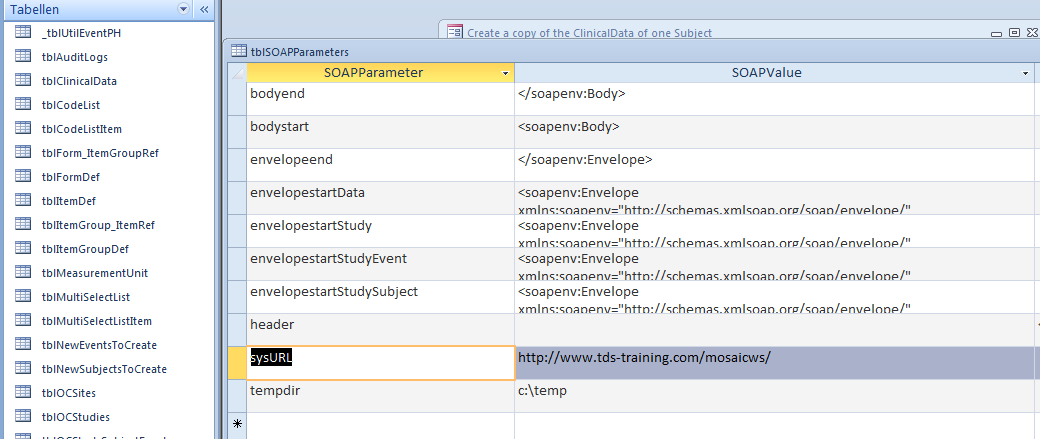 Tabellen
_tblUtilEventPH
tblAuditLogs
tblClinicalData
tblCodeList
tblCodeListItem
tblForm_ItemGroupRef
tblFormDef
tblItemDef
tblItemGroup_ItemRef
tblItemGroupDef
tblMeasurementUnit
tblMultiSelectList
tblMultiSelectListItem
tblNewEventsToCreate
tblNewSubjectsToCreate
tblOCSites
tblOCStudies
Create a copy of the ClinicalData of one Subject
tblSOAPParameters
SOAPParameter SOAPValue
bodyend </soapenv:Body>
bodystart <soapenv:Body>
envelopeend </soapenv:Envelope>
envelopestartData <soapenv:Envelope
xmlns:soapenv="http://schemas.xmlsoap.org/soap/envelope/"
envelopestartStudy <soapenv:Envelope
xmlns:soapenv="http://schemas.xmlsoap.org/soap/envelope/"
envelopestartStudyEvent <soapenv:Envelope
xmlns:soapenv="http://schemas.xmlsoap.org/soap/envelope/"
envelopestartStudySubject <soapenv:Envelope
xmlns:soapenv="http://schemas.xmlsoap.org/soap/envelope/"
header
sysURL http://www.tds-training.com/mosaicws/
tempdir c:\temp